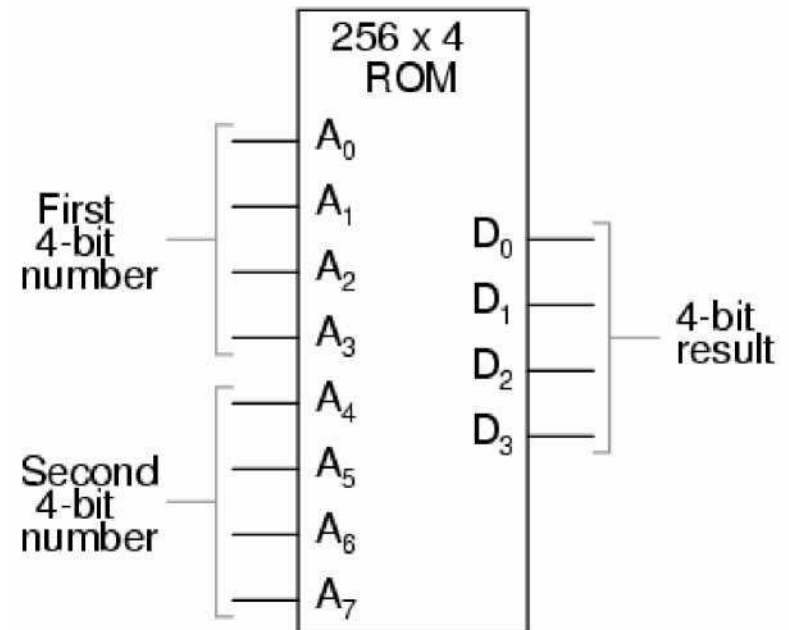 256 x 4
ROM
First
4-bit
number
A0
A1
A2
A3
Second
4-bit
number
A4
A5
A6
A7
D0
D1
D2
D3
4-bit
result